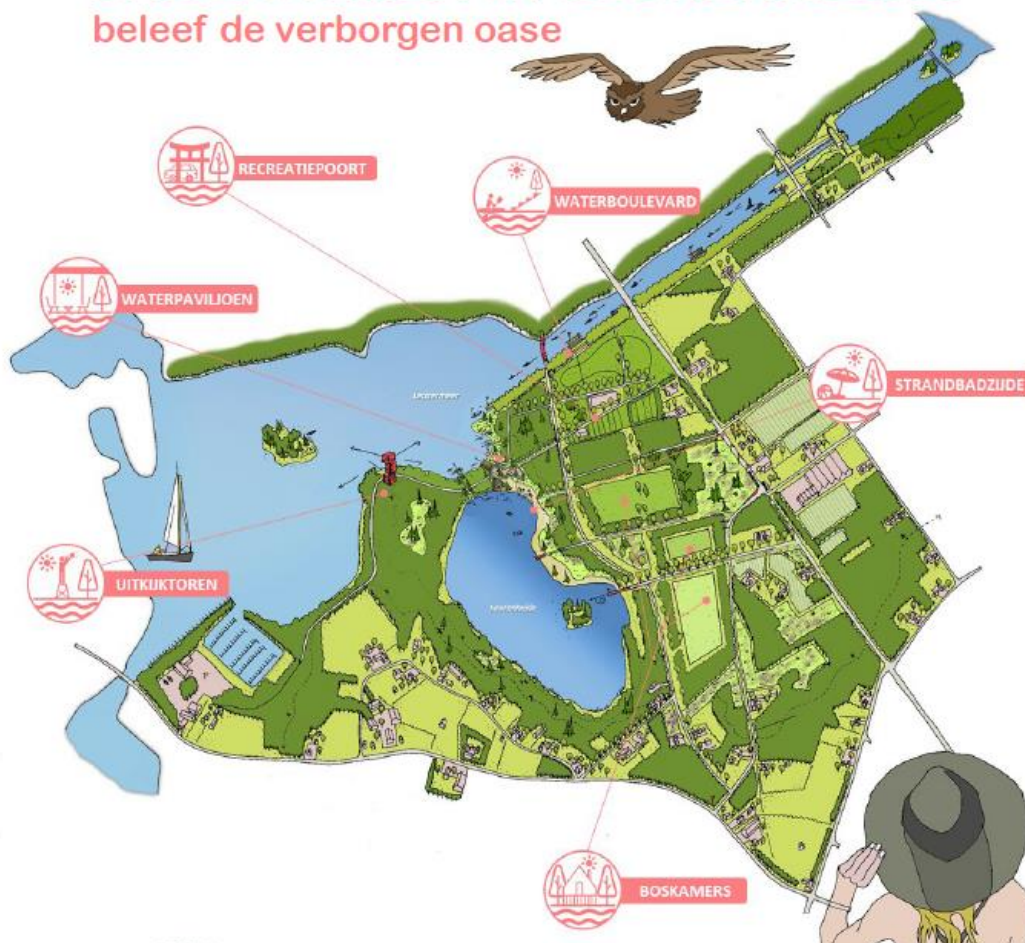 beleef de verborgen oase
RECREATIEPOORT
WATERBOULEVARD
WATERPAVILJOEN
STRANDBADZIJDE
UITKIJKTOREN
BOSKAMERS